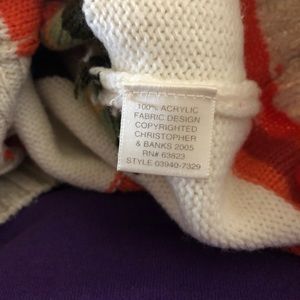 100% ACRYLIC
FABRIC DESIGN
COPYRIGHTED
CHRISTOPHER
& BANKS 2005
RN# 63823
STYLE 03940-7329